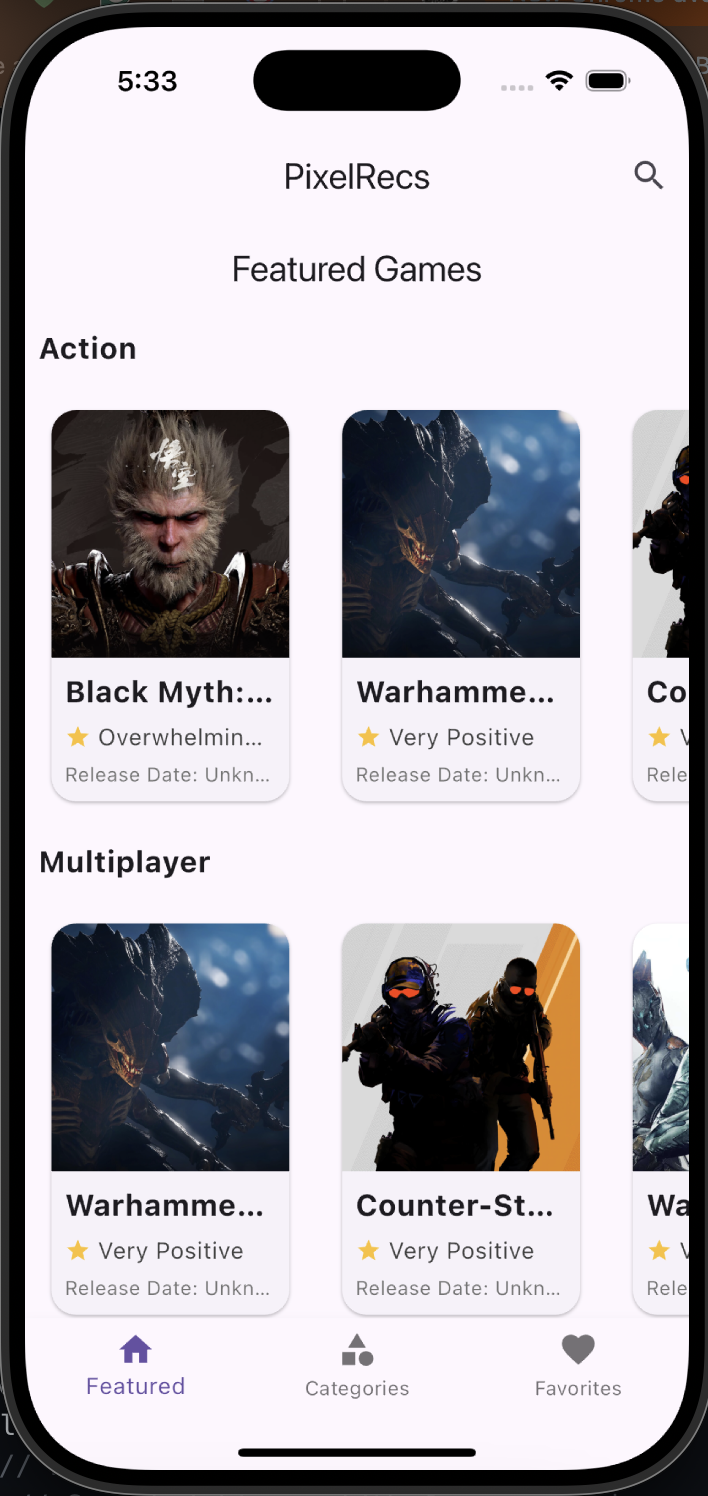 5:33
PixelRecs
Featured Games
Action
悟
空
Black Myth:...
Overwhelmin...
Release Date: Unkn...
Warhamme...
Very Positive
Release Date: Unkn...
Co
V
Rele
Multiplayer
Warhamme...
Very Positive
Release Date: Unkn...
Counter-St...
Very Positive
Release Date: Unkn...
Wa
V
Rele
Featured
Categories
Favorites
//